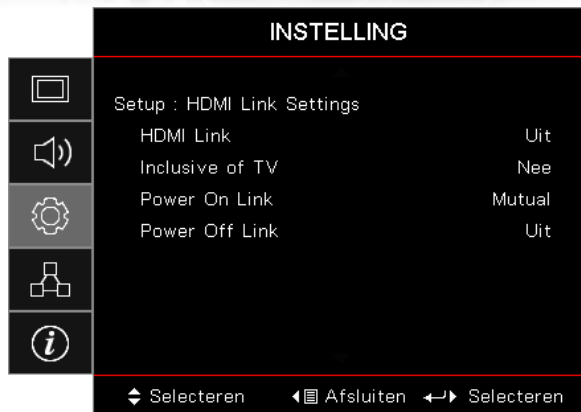 INSTELLING
Setup : HDMI Link Settings
HDMI Link Uit
Inclusive of TV Nee
Power On Link Mutual
Power Off Link Uit
Selecteren Afsluiten Selecteren